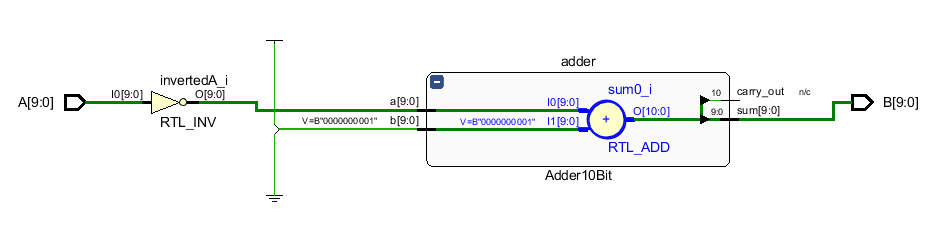 adder
invertedA_i
sum0_i
A[9:0]
I0[9:0]
O[9:0]
RTL_INV
V=B"0000000001"
a[9:0]
b[9:0]
V=B"0000000001"
I0[9:0]
I1[9:0]
+
O[10:0]
RTL_ADD
10
carry_out
n/c
9:0
sum[9:0]
B[9:0]
Adder10Bit